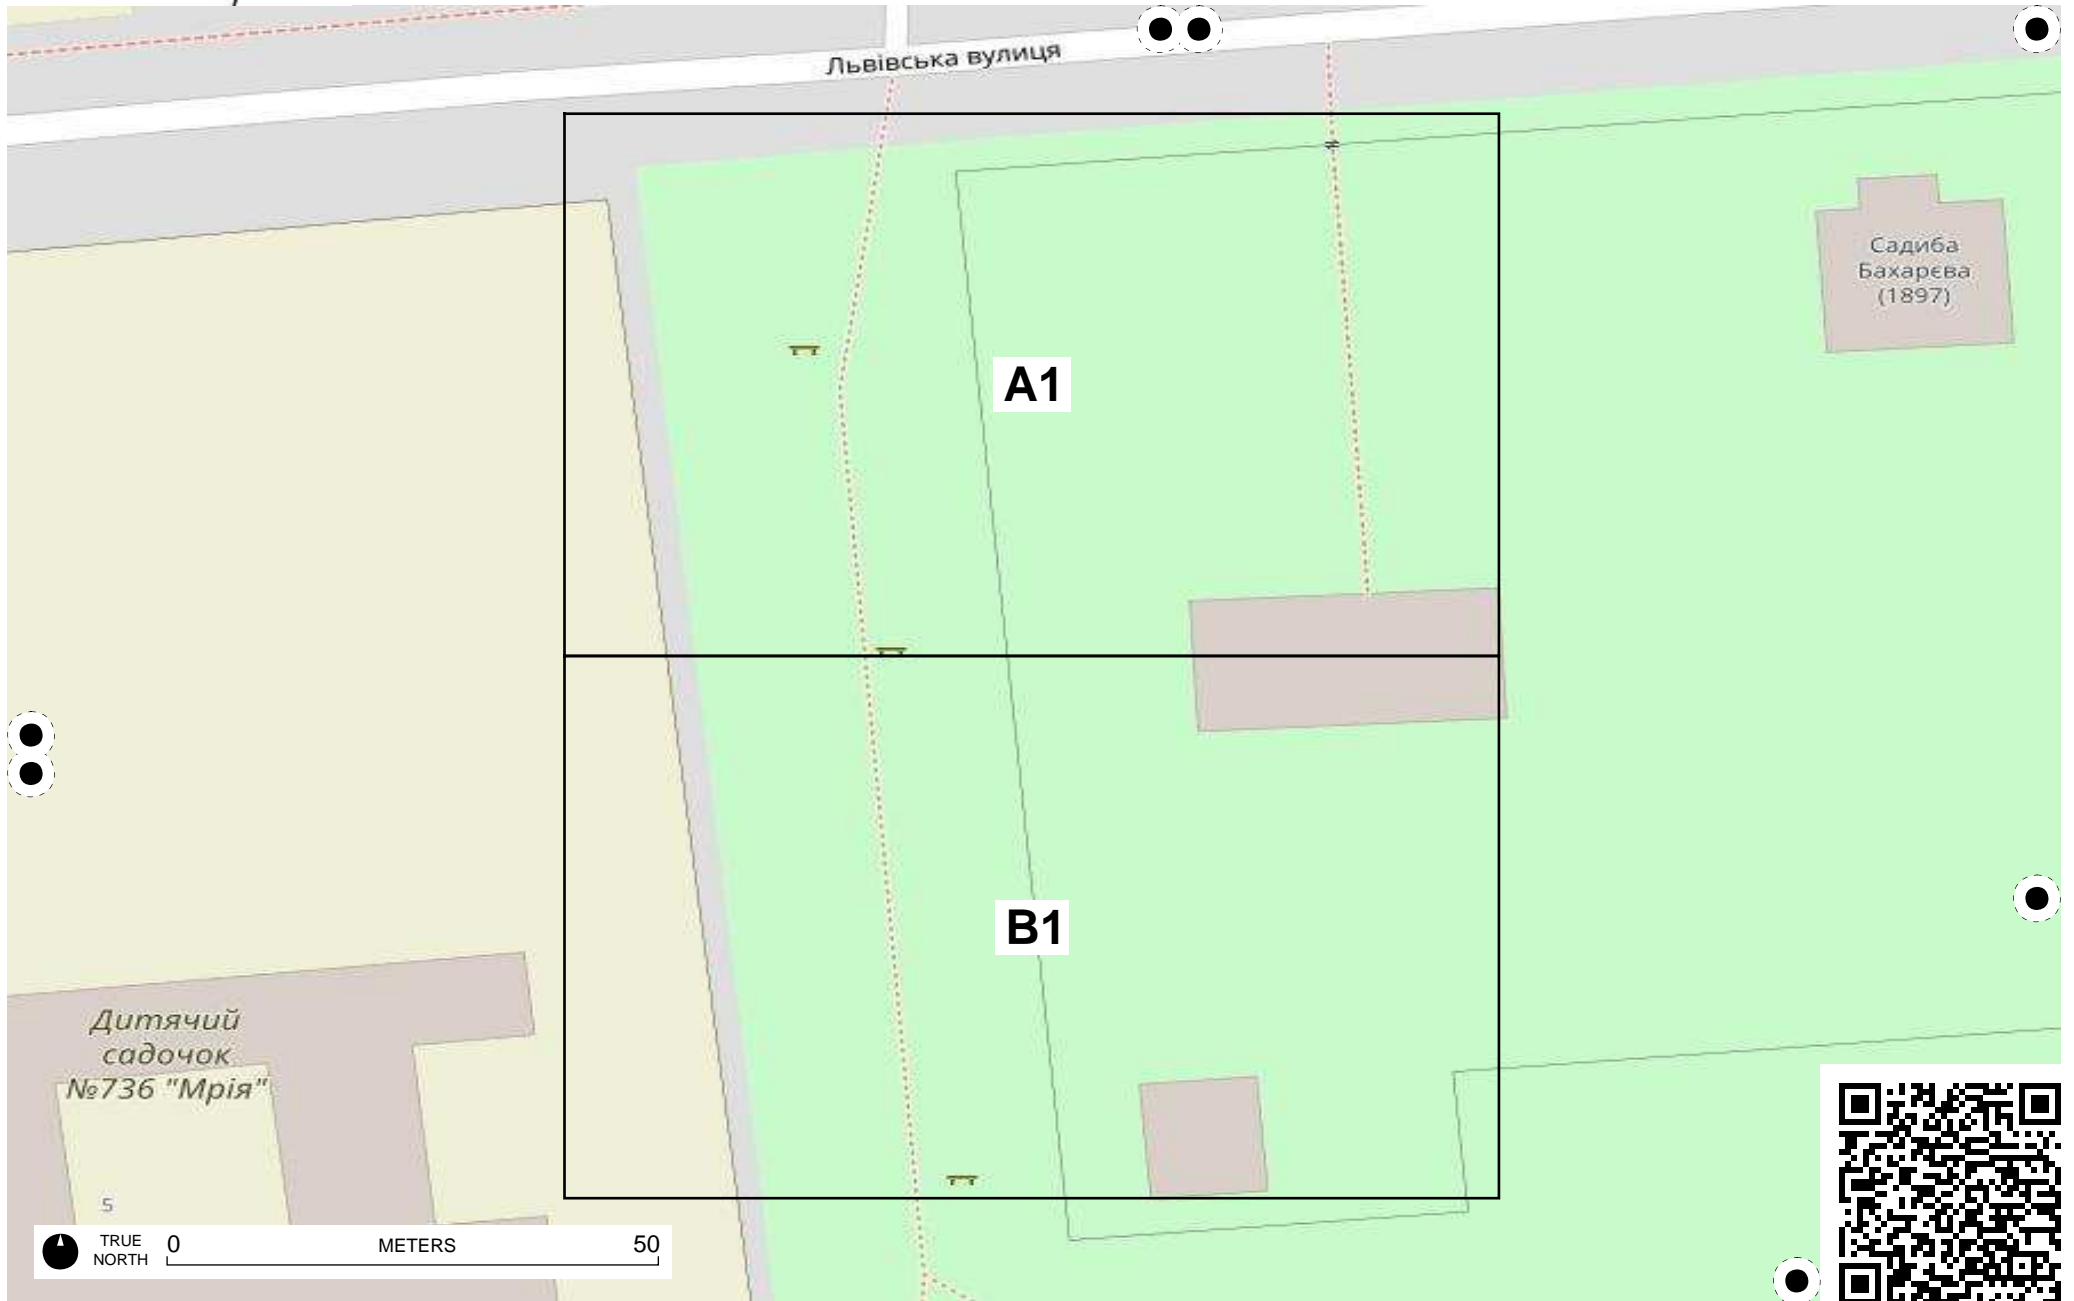 Львівська вулиця
Садиба
Бахарєва
(1897)
A1
B1
Дитячий
садочок
№736 "Мрія"
5
TRUE
NORTH
0
METERS
50